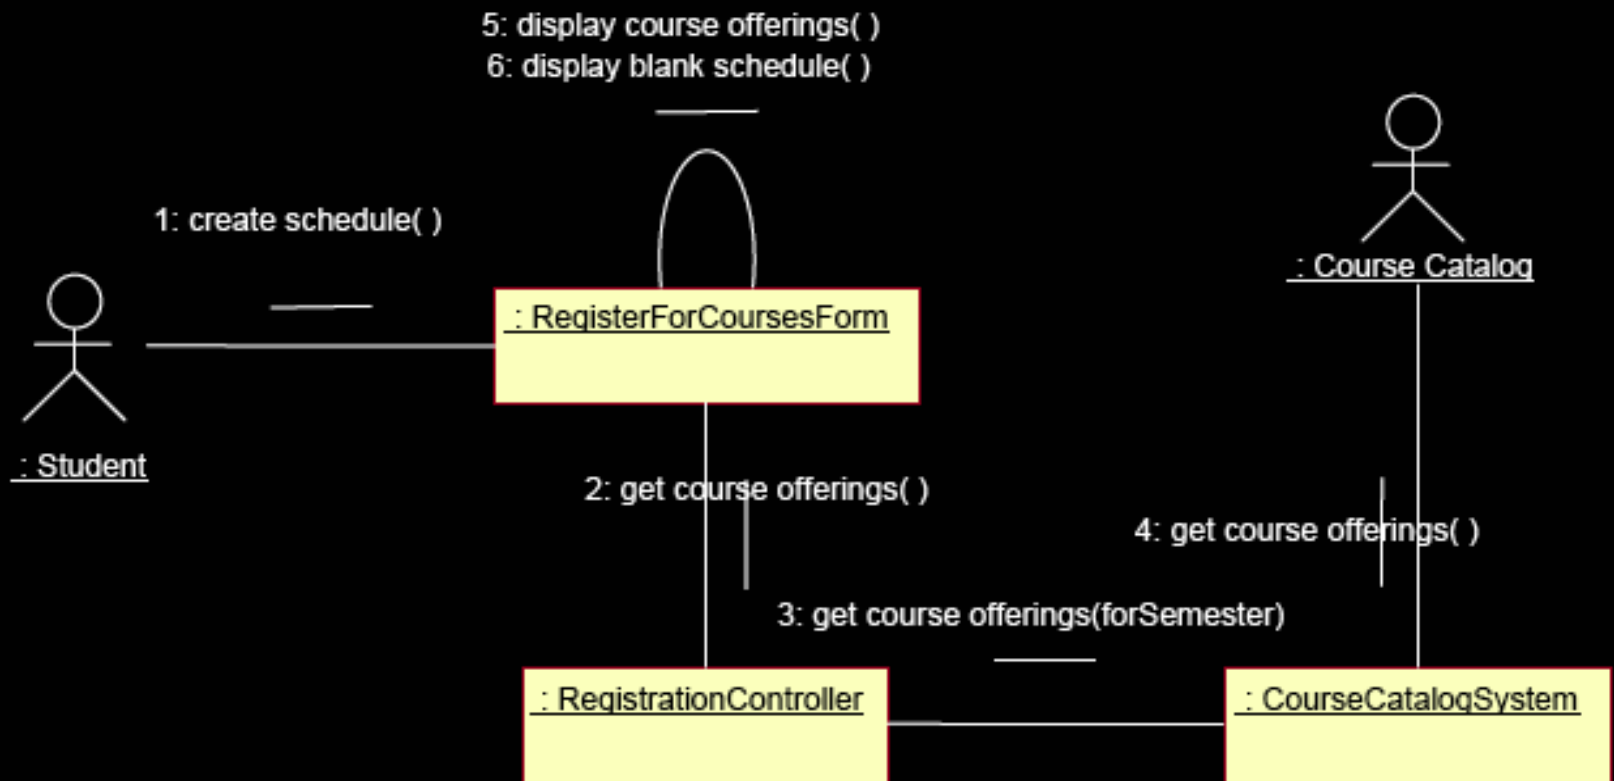 5: display course offerings( )
6: display blank schedule( )
1: create schedule( )
: Course Catalog
: RegisterForCoursesForm
: Student
2: get course offerings( )
4: get course offerings( )
3: get course offerings(forSemester)
: RegistrationController
: CourseCatalogSystem